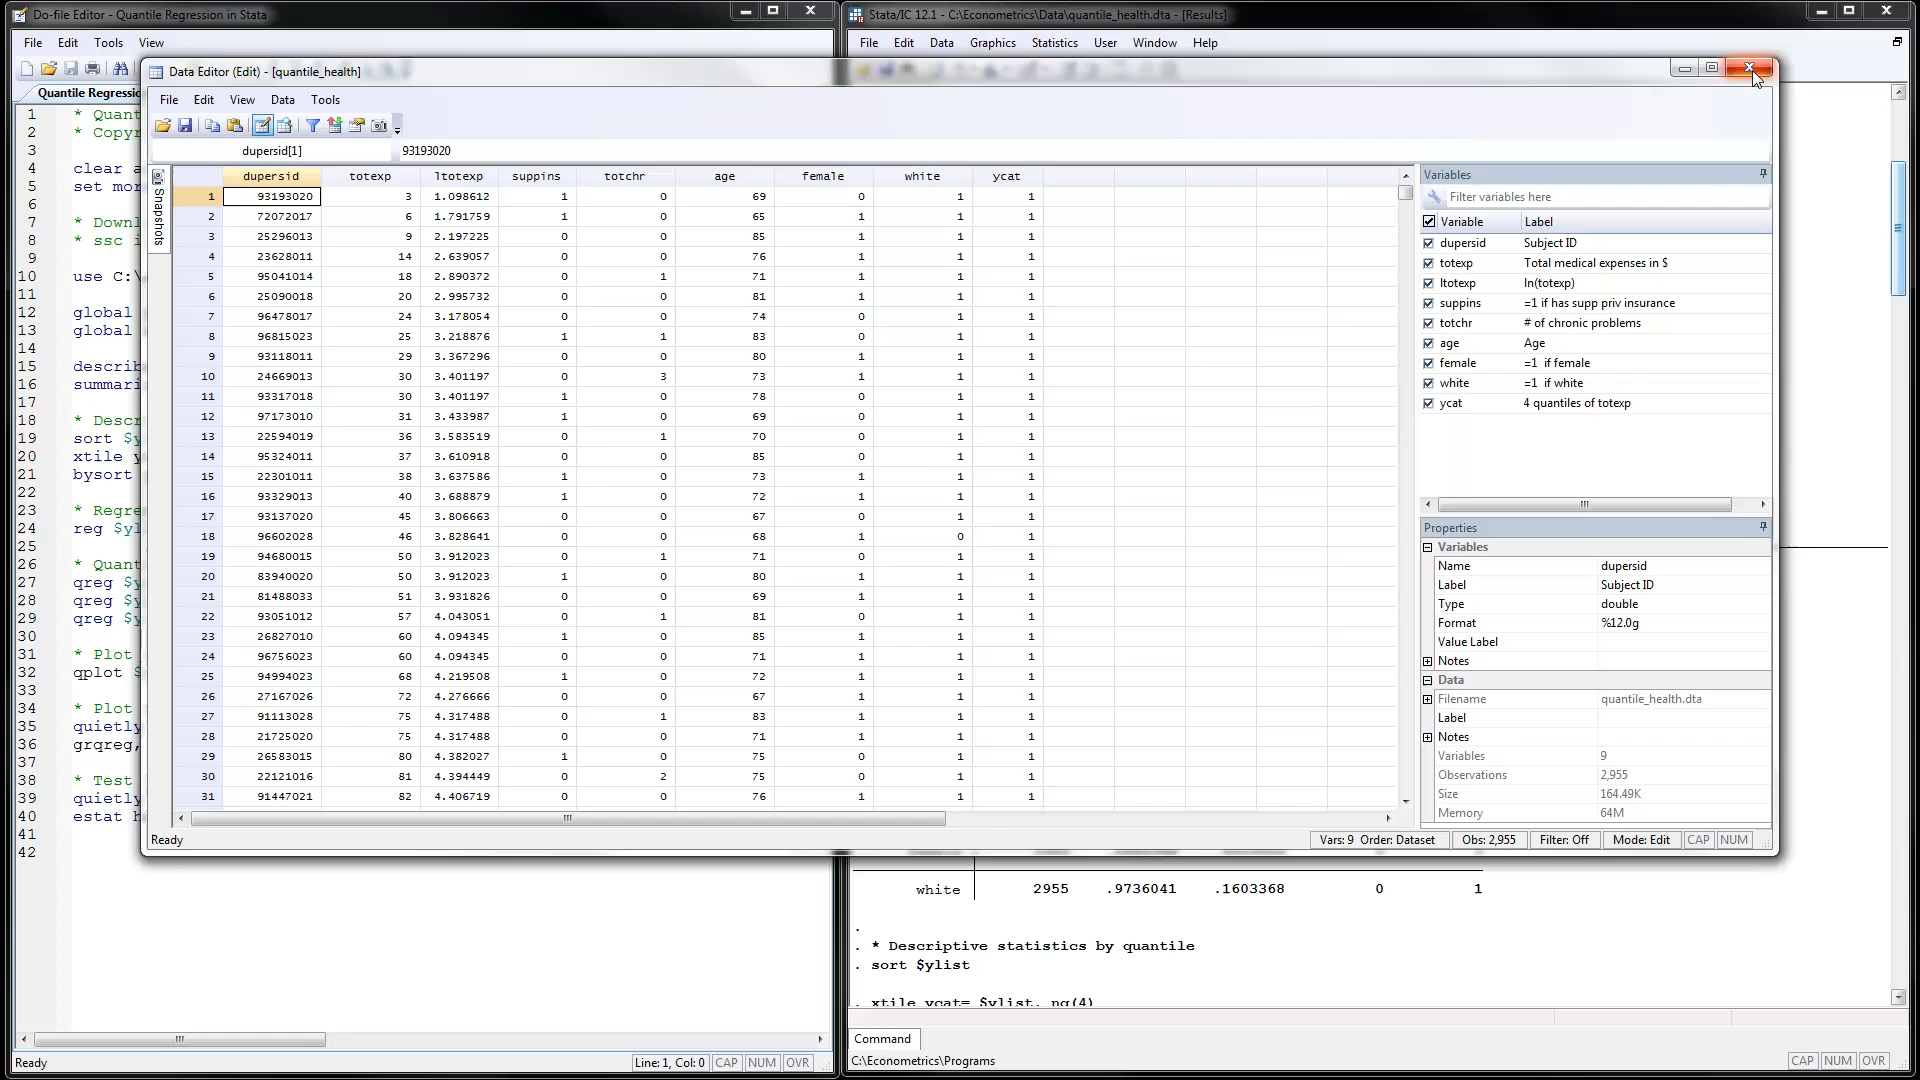 Do-file Editor - Quantile Regression in Stata
File Edit Tools View
Quantile Regressio
1 * Quant
2 * Copyr
3
4 clear a
5 set mor
6
7 * Downl
8 * ssc i
9
10 use C:\
11
12 global
13 global
14
15 describ
16 summari
17
18 * Descr
19 sort $y
20 xtile y
21 bysort
22
23 * Regre
24 reg $yl
25
26 * Quant
27 qreg $y
28 qreg $y
29 qreg $y
30
31 * Plot
32 qplot $
33
34 * Plot
35 quietly
36 grqreg,
37
38 * Test
39 quietly
40 estat h
41
42
Ready
Line: 1, Col: 0 CAP NUM OVR
Stata/IC 12.1 - C:\Econometrics\Data\quantile_health.dta - [Results]
File Edit Data Graphics Statistics User Window Help
Data Editor (Edit) - [quantile_health]
File Edit View Data Tools
dupersid[1] 93193020
Snapshots
dupersid totexp ltotexp suppins totchr age female white ycat
1 93193020 3 1.098612 1 0 69 0 1 1
2 72072017 6 1.791759 1 0 65 1 1 1
3 25296013 9 2.197225 0 0 85 1 1 1
4 23628011 14 2.639057 0 0 76 1 1 1
5 95041014 18 2.890372 0 1 71 1 1 1
6 25090018 20 2.995732 0 0 81 1 1 1
7 96478017 24 3.178054 0 0 74 1 1 1
8 96815023 25 3.218876 1 1 83 0 1 1
9 93118011 29 3.367296 0 0 80 1 1 1
10 24669013 30 3.401197 0 3 73 1 1 1
11 93317018 30 3.401197 1 0 78 0 1 1
12 97173010 31 3.433987 1 0 69 0 1 1
13 22594019 36 3.583519 0 1 70 0 1 1
14 95324011 37 3.610918 0 0 85 0 1 1
15 22301011 38 3.637586 1 0 73 1 1 1
16 93329013 40 3.688879 1 0 72 1 1 1
17 93137020 45 3.806663 0 0 67 0 1 1
18 96602028 46 3.828641 0 0 68 1 0 1
19 94680015 50 3.912023 0 1 71 0 1 1
20 83940020 50 3.912023 1 0 80 1 1 1
21 81488033 51 3.931826 0 0 69 1 1 1
22 93051012 57 4.043051 0 1 81 0 1 1
23 26827010 60 4.094345 1 0 85 1 1 1
24 96756023 60 4.094345 0 0 71 1 1 1
25 94994023 68 4.219508 1 0 72 1 1 1
26 27167026 72 4.276666 0 0 67 0 1 1
27 91113028 75 4.317488 0 1 83 0 1 1
28 21725020 75 4.317488 0 0 71 1 1 1
29 26583015 80 4.382027 1 0 75 0 1 1
30 22121016 81 4.394449 0 2 75 0 1 1
31 91447021 82 4.406719 0 0 76 1 1 1
Variables
Filter variables here
Variable Label
dupersid Subject ID
totexp Total medical expenses in $
ltotexp ln(totexp)
suppins =1 if has supp priv insurance
totchr # of chronic problems
age Age
female =1 if female
white =1 if white
ycat 4 quantiles of totexp
Properties
Variables
Name dupersid
Label Subject ID
Type double
Format %12.0g
Value Label
Notes
Data
Filename quantile_health.dta
Label
Notes
Variables 9
Observations 2,955
Size 164.49K
Memory 64M
Ready
Vars: 9 Order: Dataset Obs: 2,955 Filter: Off Mode: Edit CAP NUM
white 2955 .9736041 .1603368 0 1
.
. * Descriptive statistics by quantile
. sort $ylist
. xtile ycat= $ylist, nq(4)
Command
C:\Econometrics\Programs
CAP NUM OVR